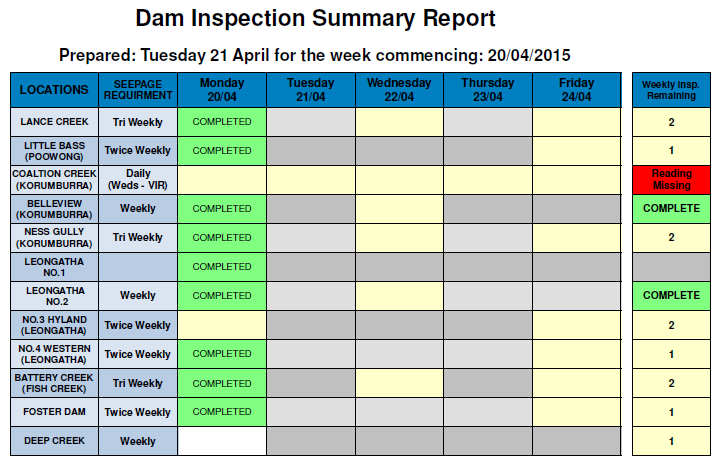 Dam Inspection Summary Report
Prepared: Tuesday 21 April for the week commencing: 20/04/2015
LOCATIONS SEEPAGE REQUIRMENT Monday 20/04 Tuesday 21/04 Wednesday 22/04 Thursday 23/04 Friday 24/04 Weekly Insp. Remaining
LANCE CREEK Tri Weekly COMPLETED 2
LITTLE BASS (POOWONG) Twice Weekly COMPLETED 1
COALTION CREEK (KORUMBURRA) Daily (Weds - VIR) Reading Missing
BELLEVIEW (KORUMBURRA) Weekly COMPLETED COMPLETE
NESS GULLY (KORUMBURRA) Tri Weekly COMPLETED 2
LEONGATHA NO.1 COMPLETED
LEONGATHA NO.2 Weekly COMPLETED COMPLETE
NO.3 HYLAND (LEONGATHA) Twice Weekly 2
NO.4 WESTERN (LEONGATHA) Twice Weekly COMPLETED 1
BATTERY CREEK (FISH CREEK) Tri Weekly COMPLETED 2
FOSTER DAM Twice Weekly COMPLETED 1
DEEP CREEK Weekly 1